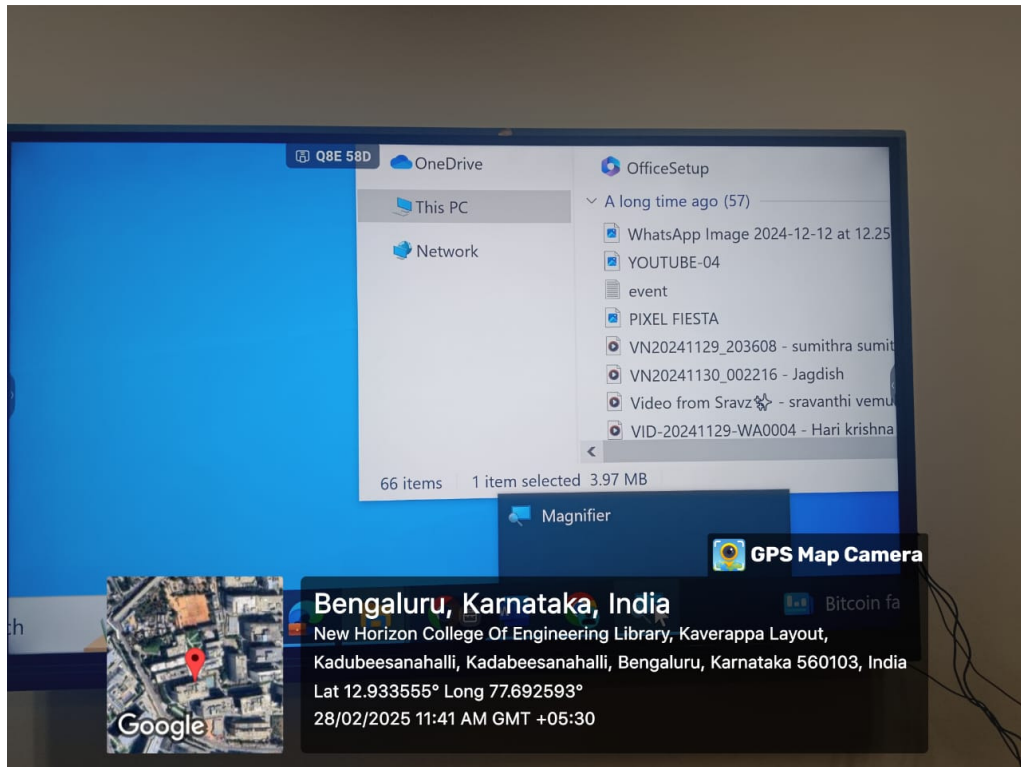 Q8E 58D
OneDrive
This PC
Network
OfficeSetup
A long time ago (57)
WhatsApp Image 2024-12-12 at 12.25
YOUTUBE-04
event
PIXEL FIESTA
VN20241129_203608 - sumithra sumit
VN20241130_002216 - Jagdish
Video from Sravz - sravanthi vemu
VID-20241129-WA0004 - Hari krishna
66 items 1 item selected 3.97 MB
Magnifier
GPS Map Camera
Bitcoin fa
ch
Bengaluru, Karnataka, India
New Horizon College Of Engineering Library, Kaverappa Layout,
Kadubeesanahalli, Kadabeesanahalli, Bengaluru, Karnataka 560103, India
Lat 12.933555° Long 77.692593°
28/02/2025 11:41 AM GMT +05:30
Google